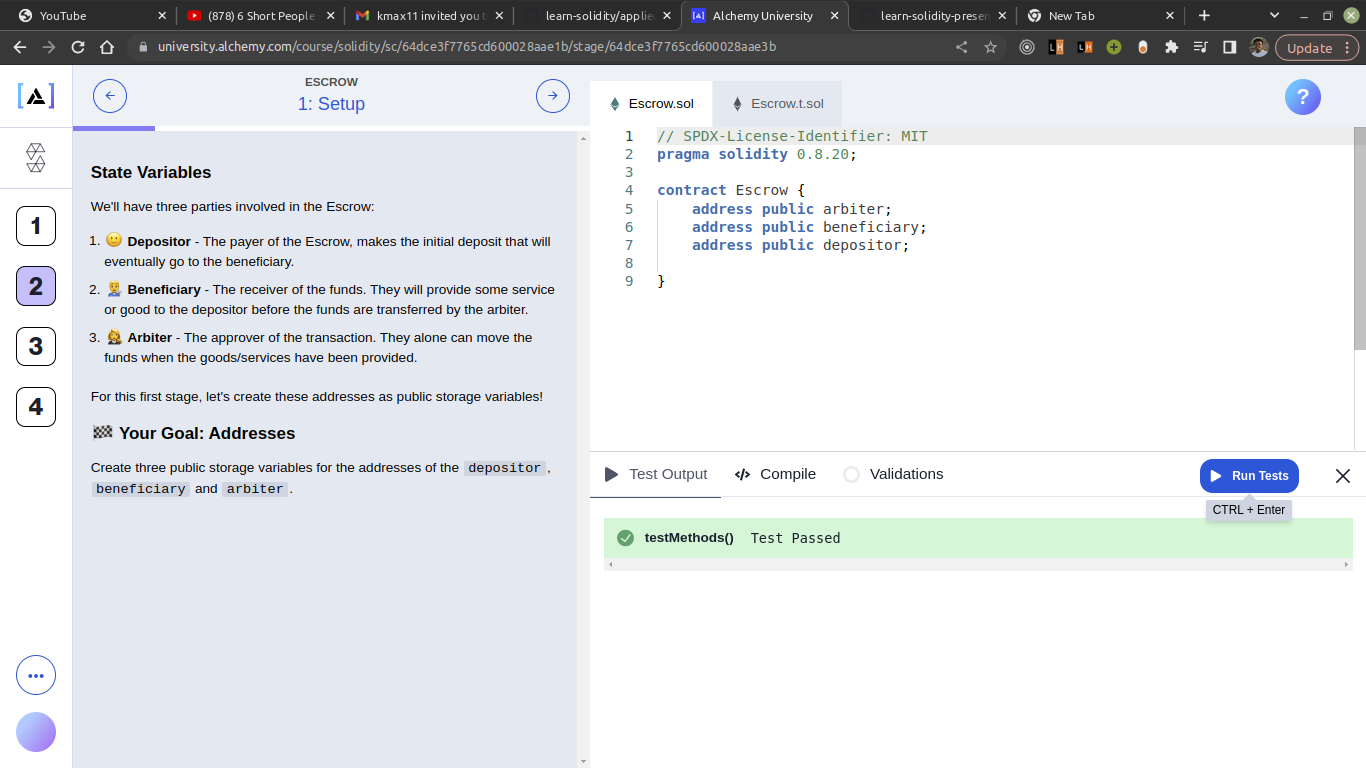 YouTube
(878) 6 Short People
kmax11 invited you t
learn-solidity/applie
Alchemy University
learn-solidity-presen
New Tab
university.alchemy.com/course/solidity/sc/64dce3f7765cd600028aae1b/stage/64dce3f7765cd600028aae3b
LH
LH
Update
ESCROW
1: Setup
1
2
3
4
State Variables
We'll have three parties involved in the Escrow:
1. 🙂 Depositor - The payer of the Escrow, makes the initial deposit that will
eventually go to the beneficiary.
2. 👨‍⚕️ Beneficiary - The receiver of the funds. They will provide some service
or good to the depositor before the funds are transferred by the arbiter.
3. 👩‍⚖️ Arbiter - The approver of the transaction. They alone can move the
funds when the goods/services have been provided.
For this first stage, let's create these addresses as public storage variables!
🏁 Your Goal: Addresses
Create three public storage variables for the addresses of the depositor ,
beneficiary and arbiter .
Escrow.sol
Escrow.t.sol
?
1 // SPDX-License-Identifier: MIT
2 pragma solidity 0.8.20;
3
4 contract Escrow {
5 address public arbiter;
6 address public beneficiary;
7 address public depositor;
8
9 }
Test Output
Compile
Validations
Run Tests
CTRL + Enter
testMethods() Test Passed